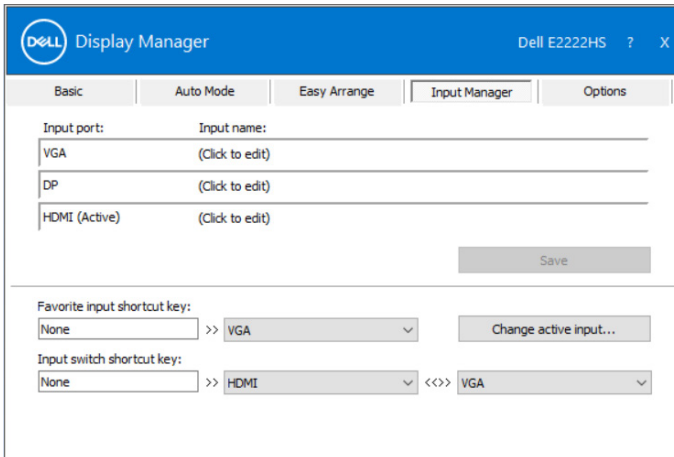 DELL Display Manager Dell E2222HS ? X
Basic Auto Mode Easy Arrange Input Manager Options
Input port: Input name:
VGA (Click to edit)
DP (Click to edit)
HDMI (Active) (Click to edit)
Save
Favorite input shortcut key:
None >> VGA Change active input...
Input switch shortcut key:
None >> HDMI <<>> VGA